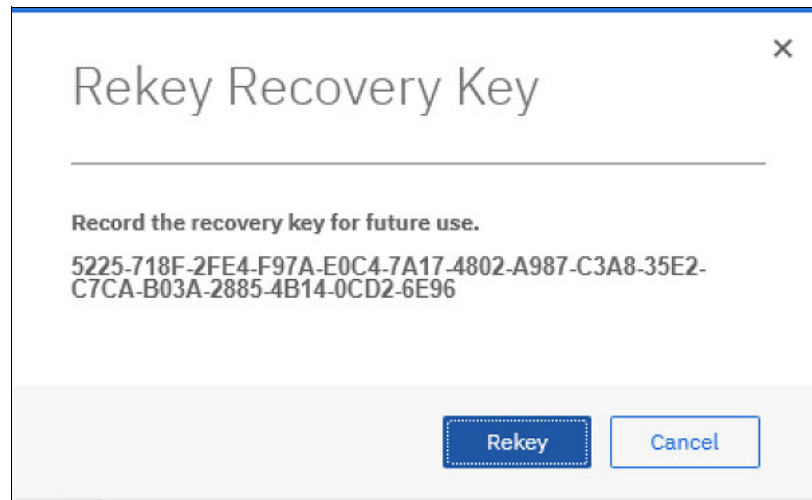 Rekey Recovery Key
Record the recovery key for future use.
5225-718F-2FE4-F97A-E0C4-7A17-4802-A987-C3A8-35E2-
C7CA-B03A-2885-4B14-0CD2-6E96
Rekey
Cancel